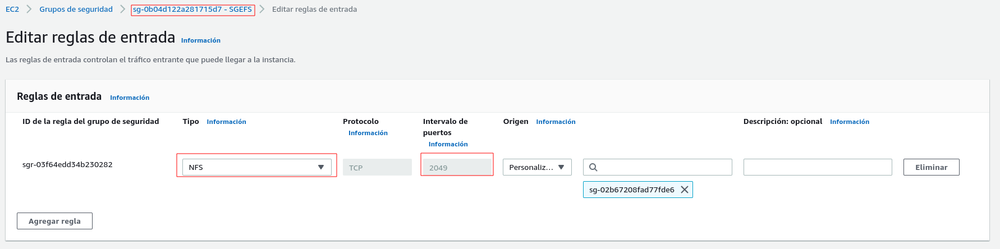 EC2 Grupos de seguridad sg-0b04d122a281715d7 - SGEFS Editar reglas de entrada
Editar reglas de entrada Información
Las reglas de entrada controlan el tráfico entrante que puede llegar a la instancia.
Reglas de entrada Información
ID de la regla del grupo de seguridad Tipo Información Protocolo Información Intervalo de puertos Información Origen Información Descripción: opcional Información
sgr-03f64edd34b230282 NFS TCP 2049 Personaliz... Eliminar
sg-02b67208fad77fde6
Agregar regla